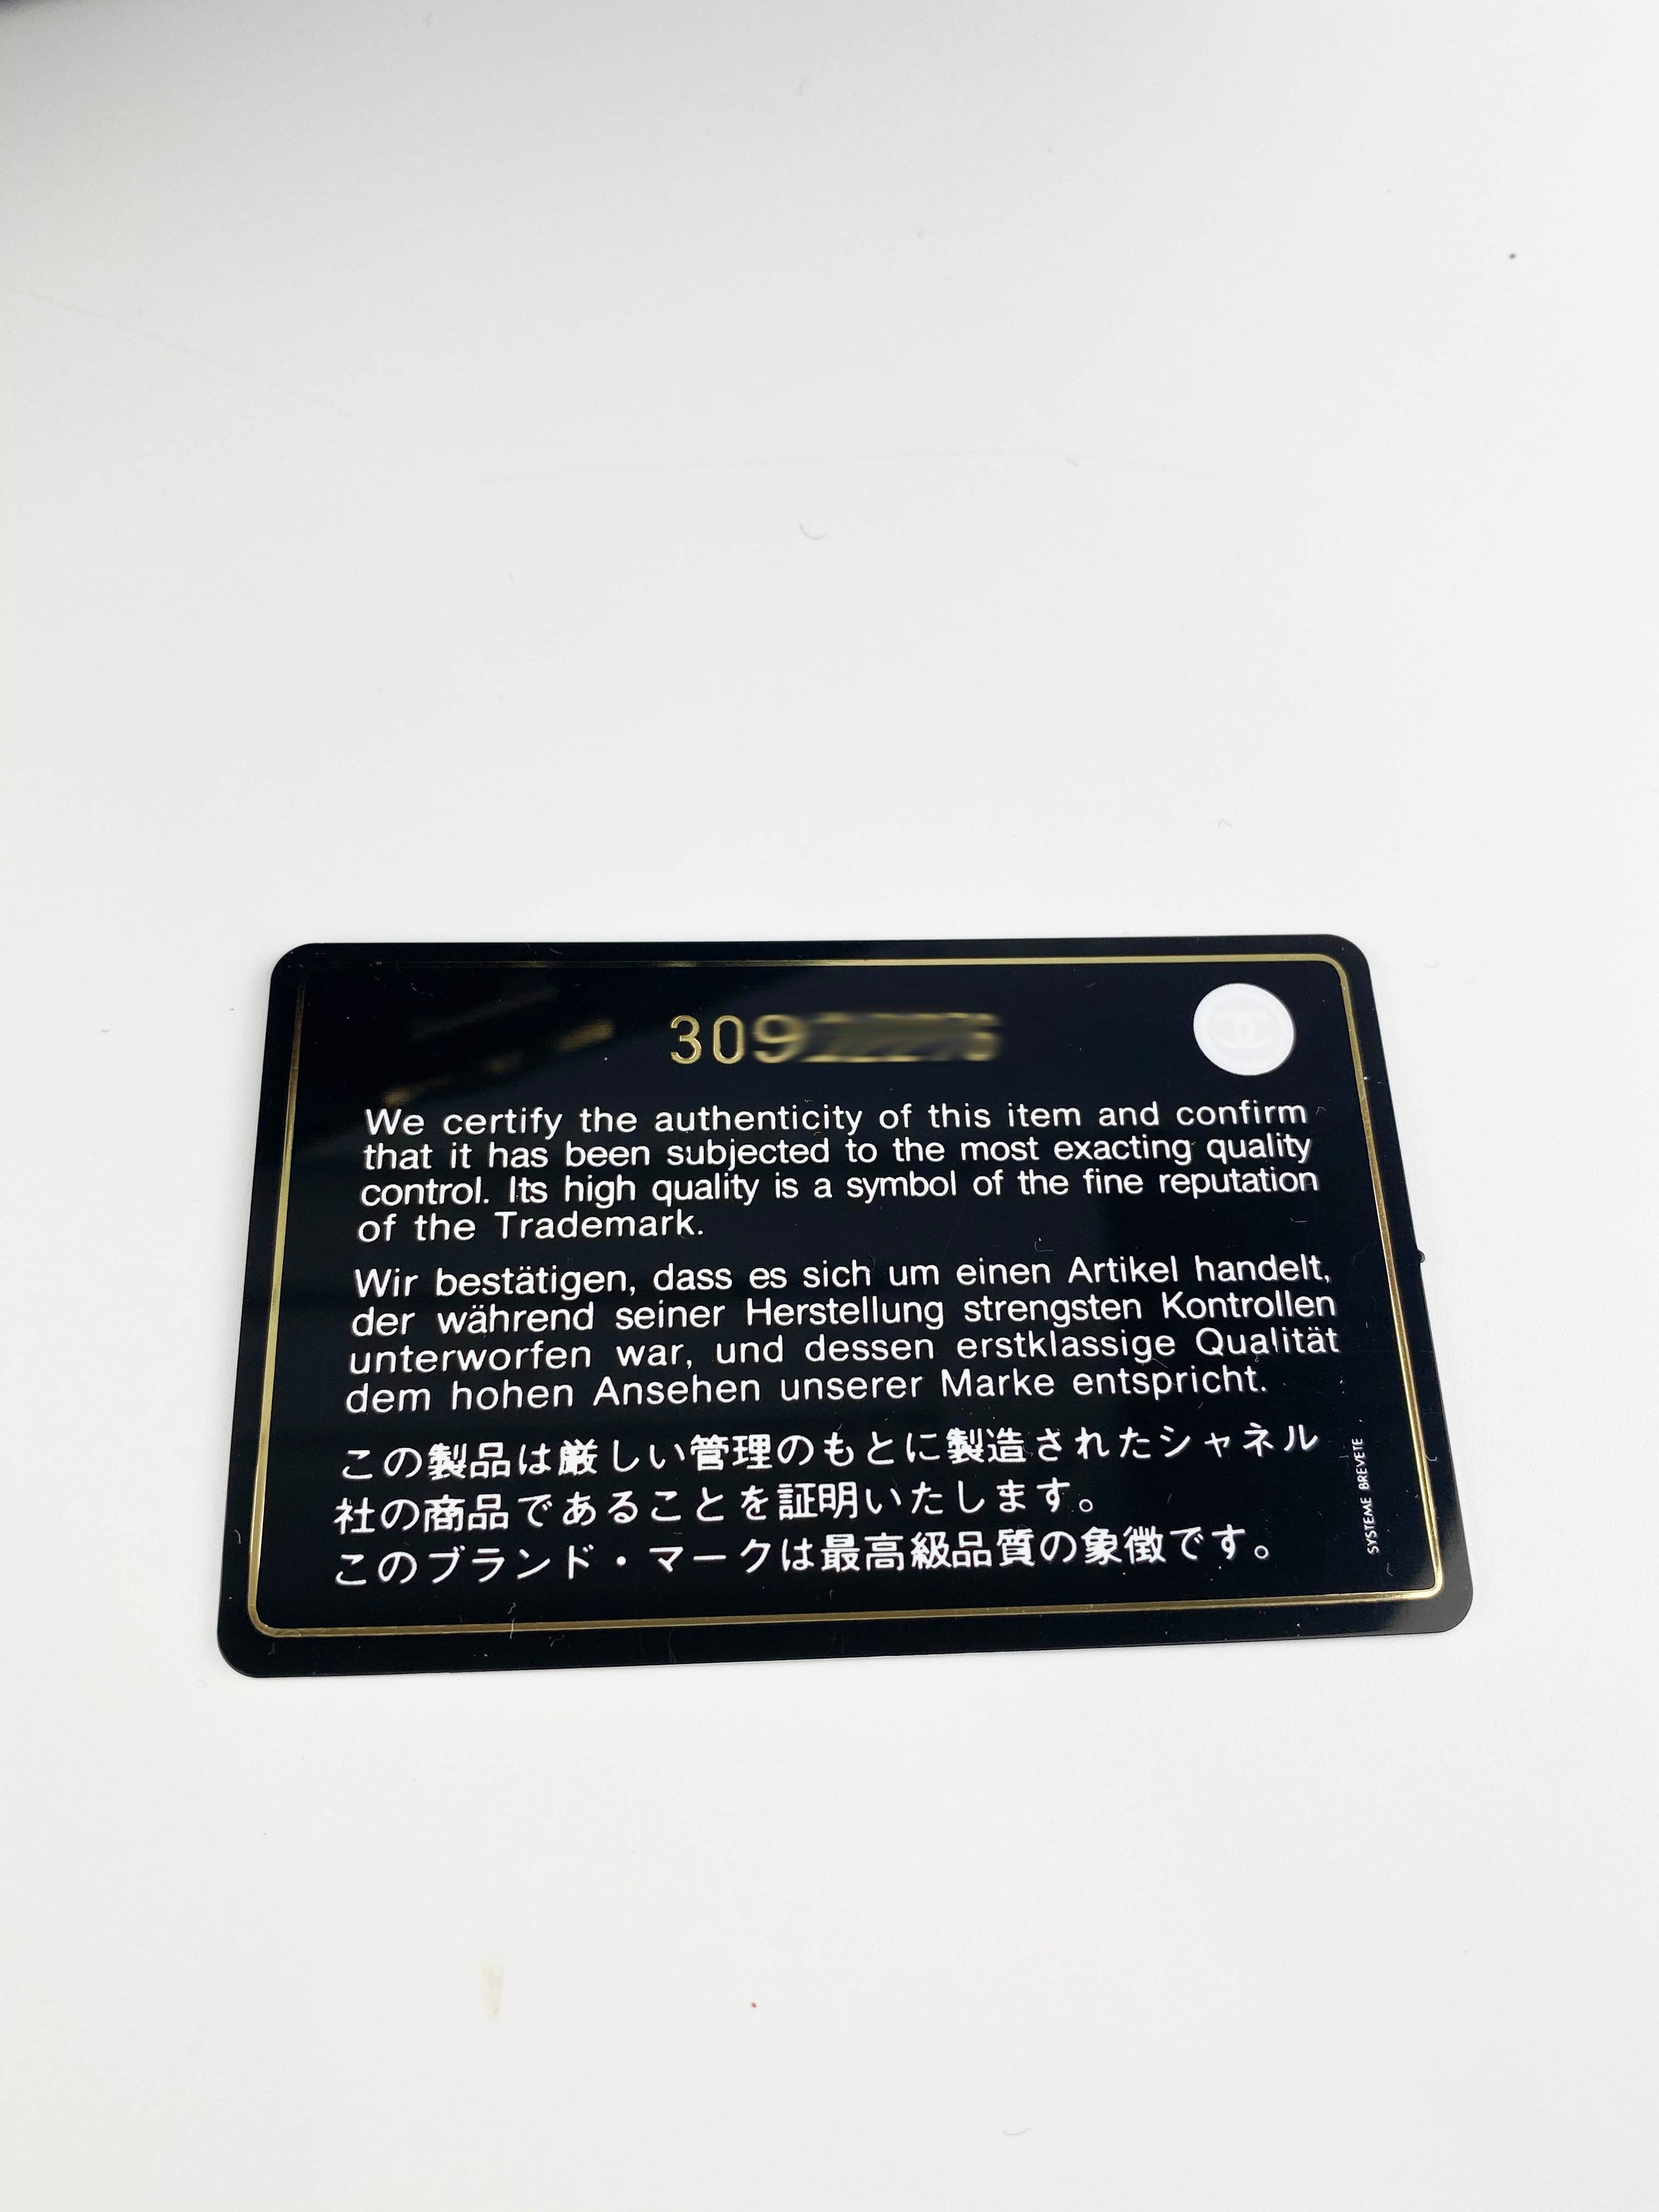 309
We certify the authenticity of this item and confirm
that it has been subjected to the most exacting quality
control. Its high quality is a symbol of the fine reputation
of the Trademark.
Wir bestätigen, dass es sich um einen Artikel handelt,
der während seiner Herstellung strengsten Kontrollen
unterworfen war, und dessen erstklassige Qualität
dem hohen Ansehen unserer Marke entspricht.
この製品は厳しい管理のもとに製造されたシャネル
社の商品であることを証明いたします。
このブランド・マークは最高級品質の象徴です。
SYSTEME BREVETE